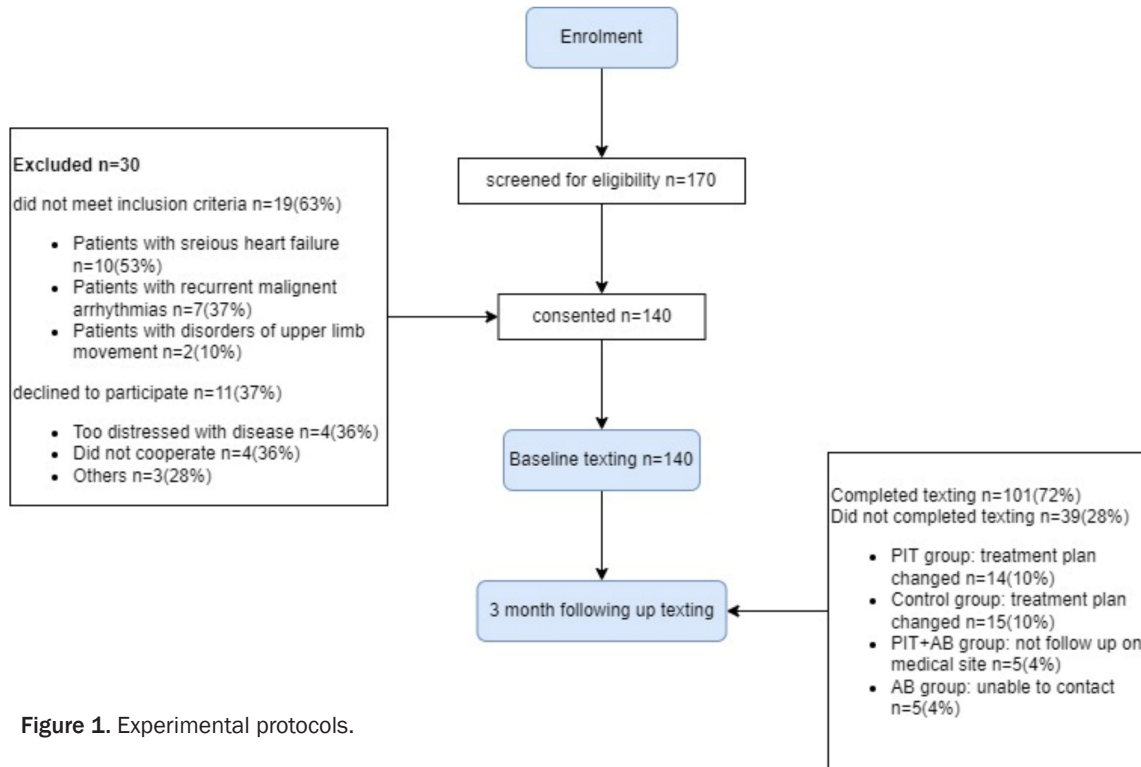 Enrolment
screened for eligibility n=170
Excluded n=30
did not meet inclusion criteria n=19(63%)
• Patients with sreious heart failure
n=10(53%)
• Patients with recurrent malignent
arrhythmias n=7(37%)
• Patients with disorders of upper limb
movement n=2(10%)
declined to participate n=11(37%)
• Too distressed with disease n=4(36%)
• Did not cooperate n=4(36%)
• Others n=3(28%)
consented n=140
Baseline texting n=140
Completed texting n=101(72%)
Did not completed texting n=39(28%)
• PIT group: treatment plan
changed n=14(10%)
• Control group: treatment plan
changed n=15(10%)
• PIT+AB group: not follow up on
medical site n=5(4%)
• AB group: unable to contact
n=5(4%)
3 month following up texting
Figure 1. Experimental protocols.